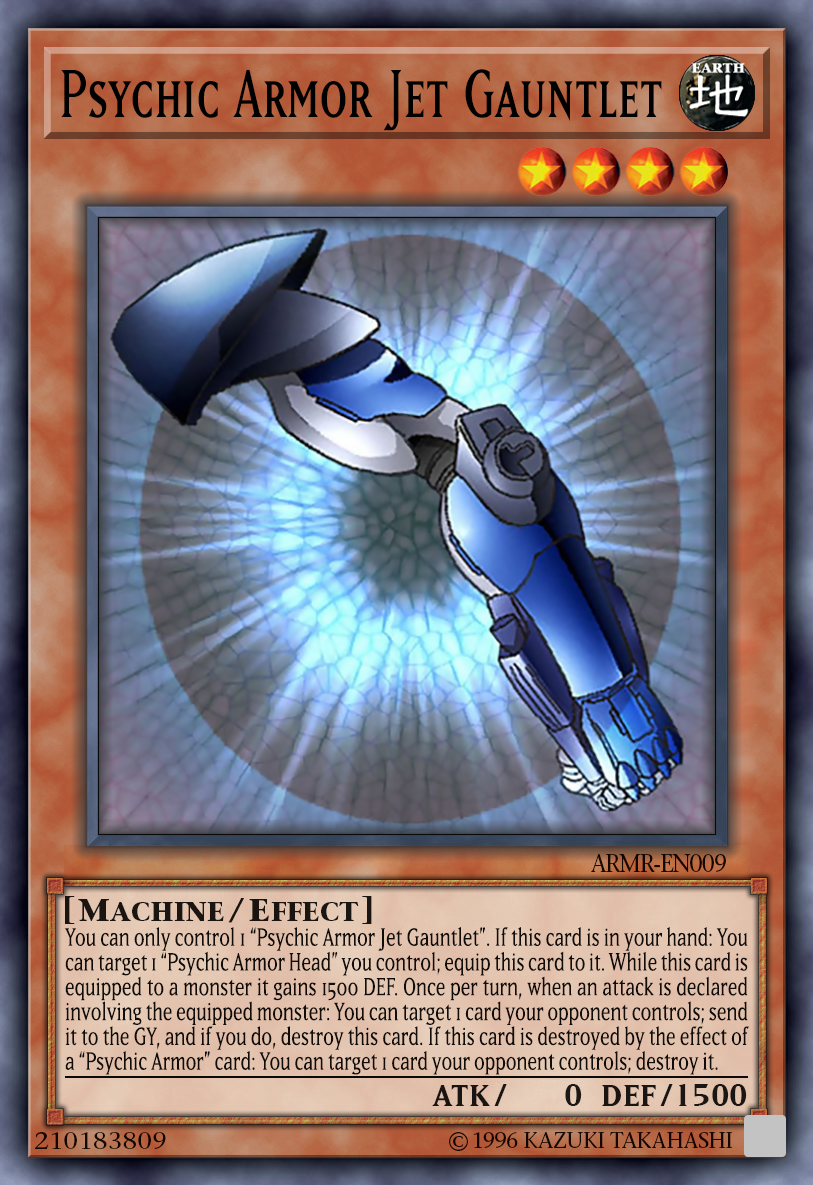 Psychic Armor Jet Gauntlet
EARTH
地
ARMR-EN009
[Machine/Effect]
You can only control 1 “Psychic Armor Jet Gauntlet”. If this card is in your hand: You
can target 1 “Psychic Armor Head” you control; equip this card to it. While this card is
equipped to a monster it gains 1500 DEF. Once per turn, when an attack is declared
involving the equipped monster: You can target 1 card your opponent controls; send
it to the GY, and if you do, destroy this card. If this card is destroyed by the effect of
a “Psychic Armor” card: You can target 1 card your opponent controls; destroy it.
ATK/ 0 DEF/1500
210183809
© 1996 KAZUKI TAKAHASHI